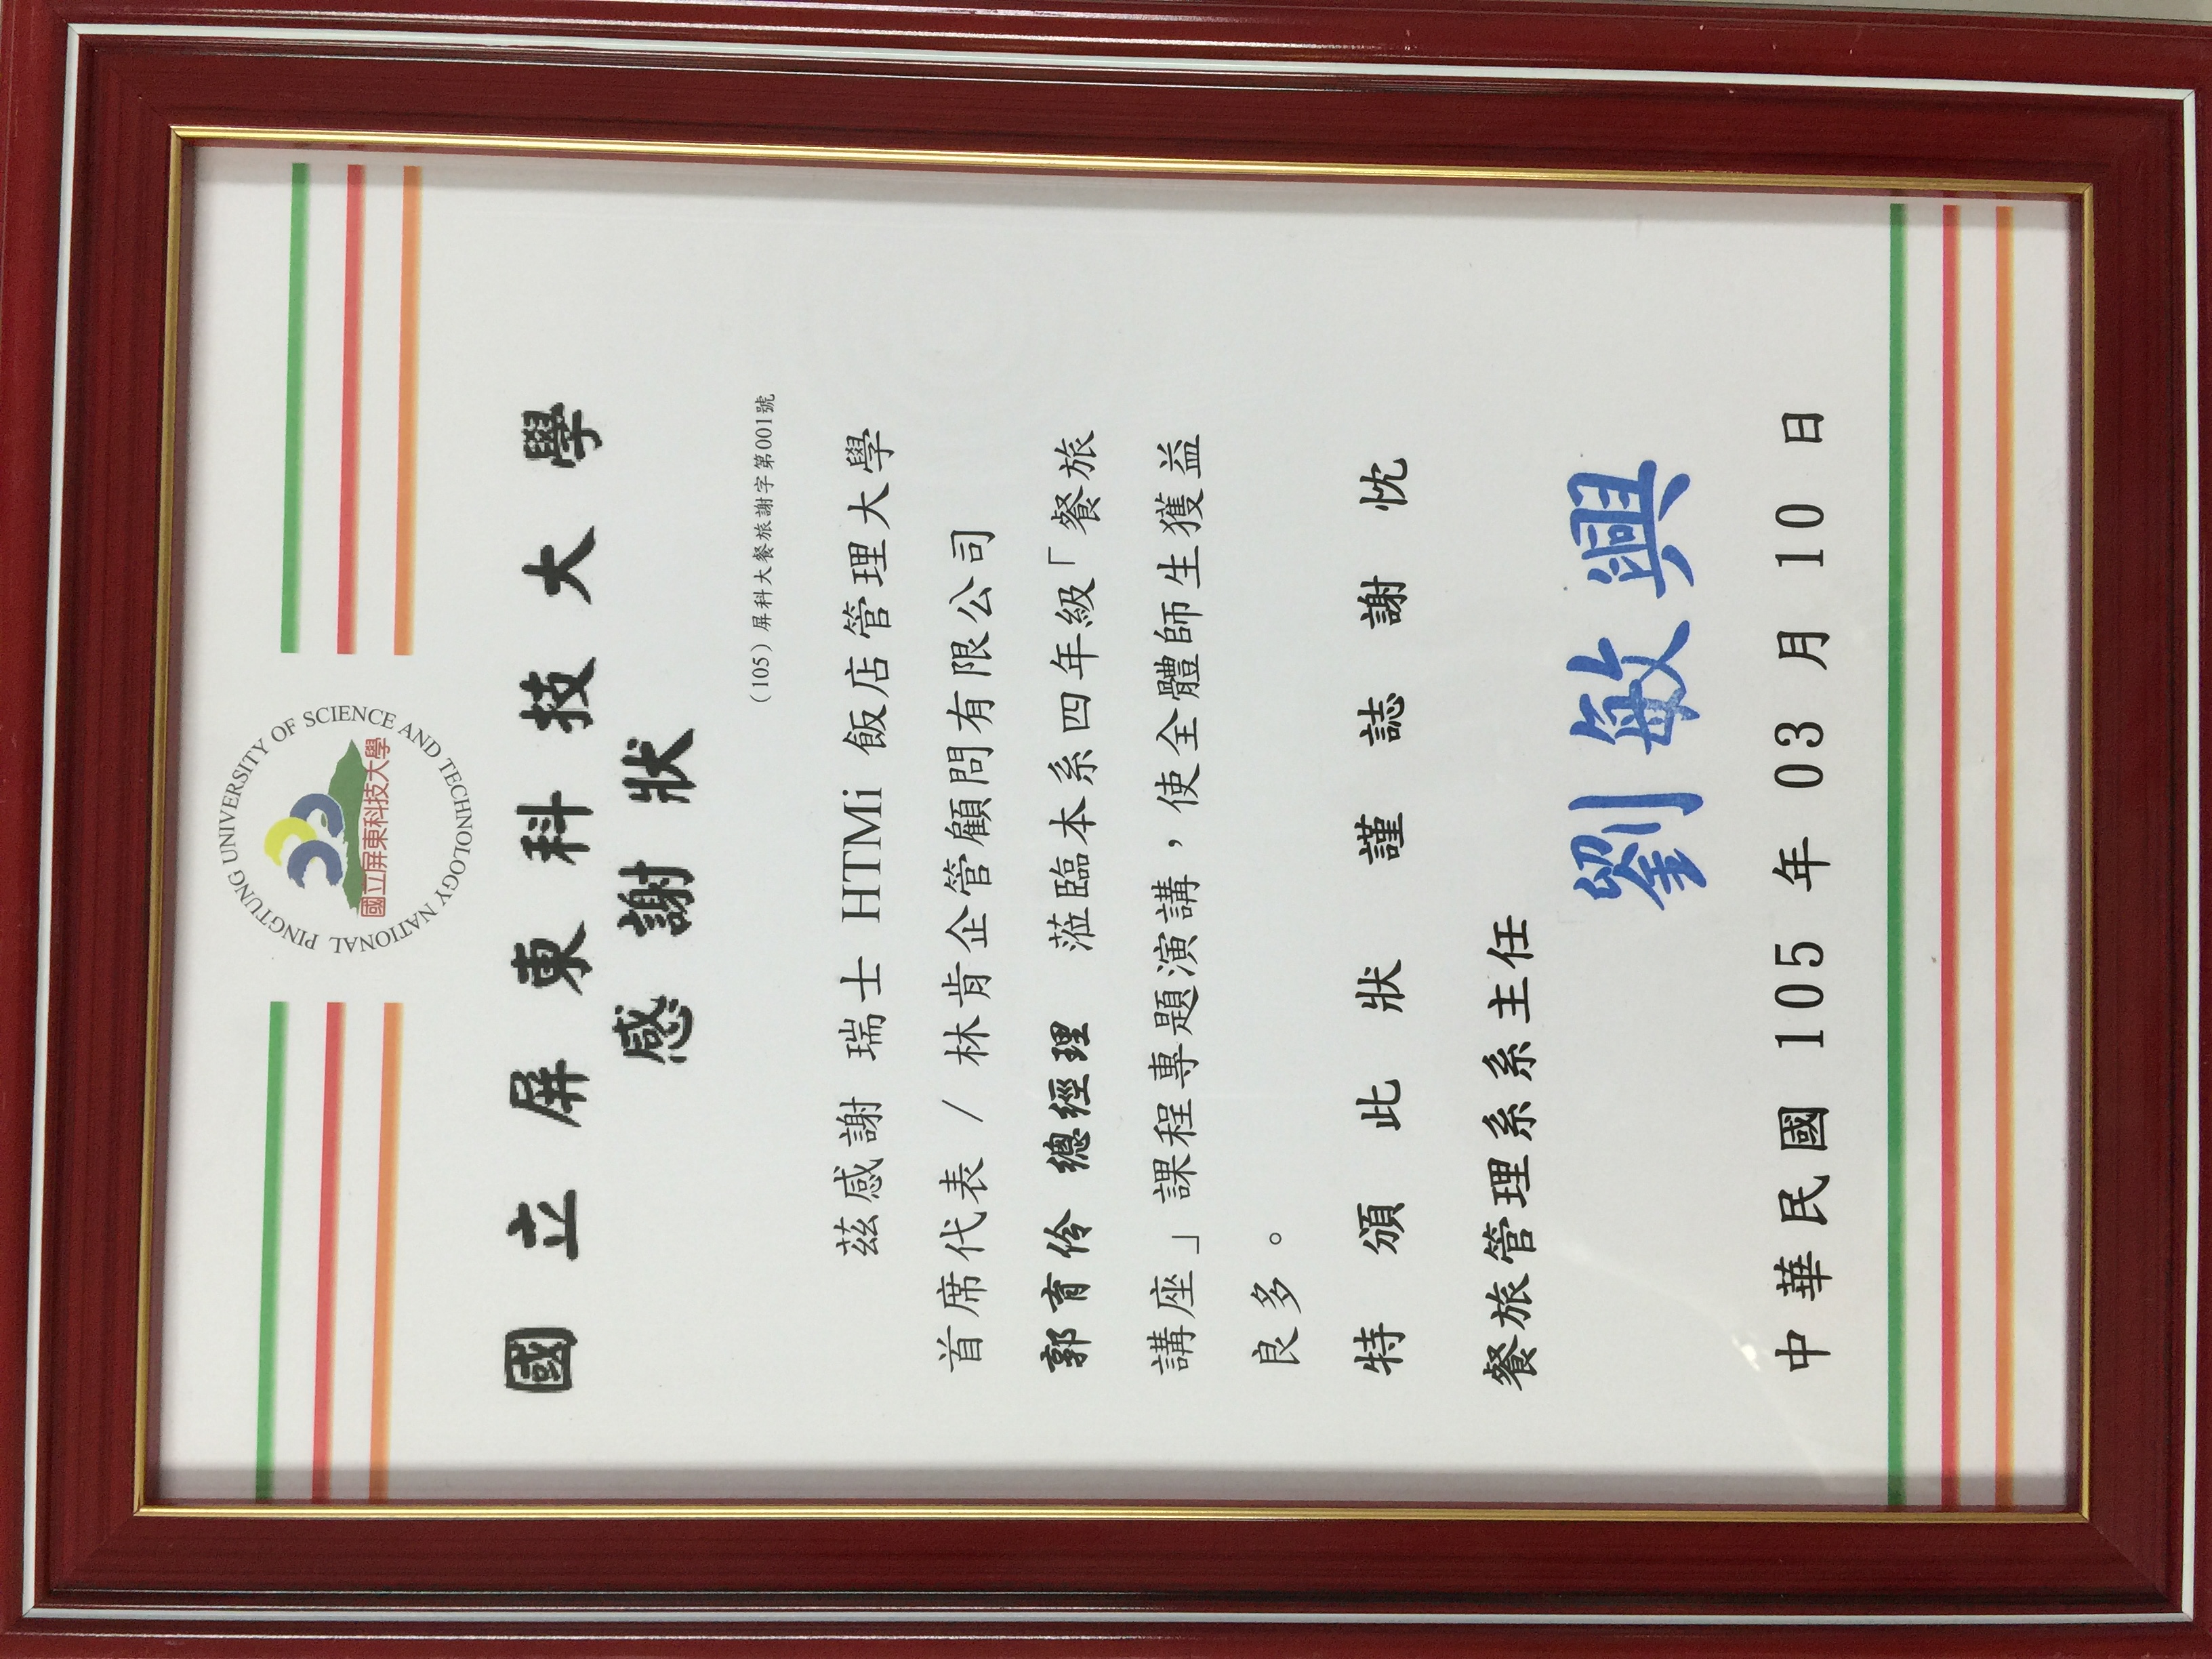 NATIONAL PINGTUNG UNIVERSITY OF SCIENCE AND TECHNOLOGY
國立屏東科技大學
國立屏東科技大學
感謝狀
(105)屏科大餐旅謝字第001號
茲感謝 瑞士 HTMi 飯店管理大學
首席代表 / 林肯企管顧問有限公司
郭育伶 總經理 蒞臨本系四年級「餐旅
講座」課程專題演講，使全體師生獲益
良多。
特頒此狀 謹誌謝忱
餐旅管理系系主任
劉敏興
中華民國 105 年 03 月 10 日